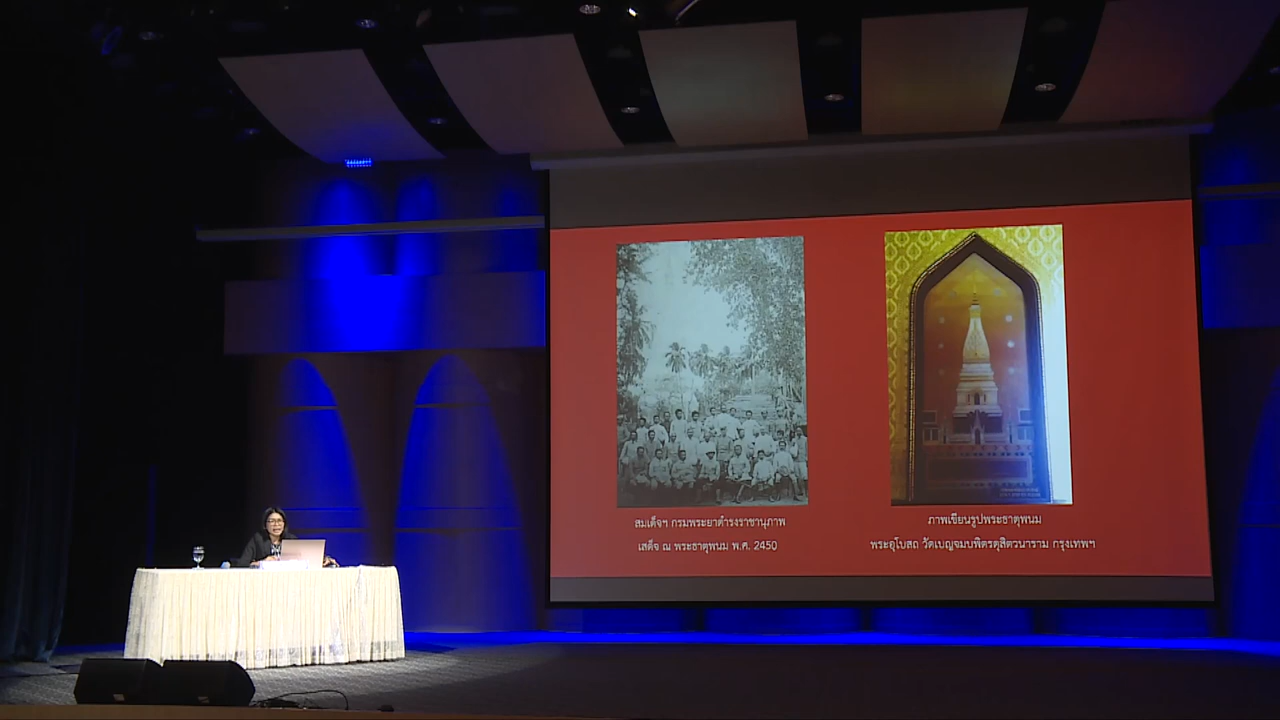 สมเด็จฯ กรมพระยาดำรงราชานุภาพ
เสด็จ ณ พระธาตุพนม พ.ศ. 2450
ภาพเขียนรูปพระธาตุพนม
พระอุโบสถ วัดเบญจมบพิตรดุสิตวนาราม กรุงเทพฯ